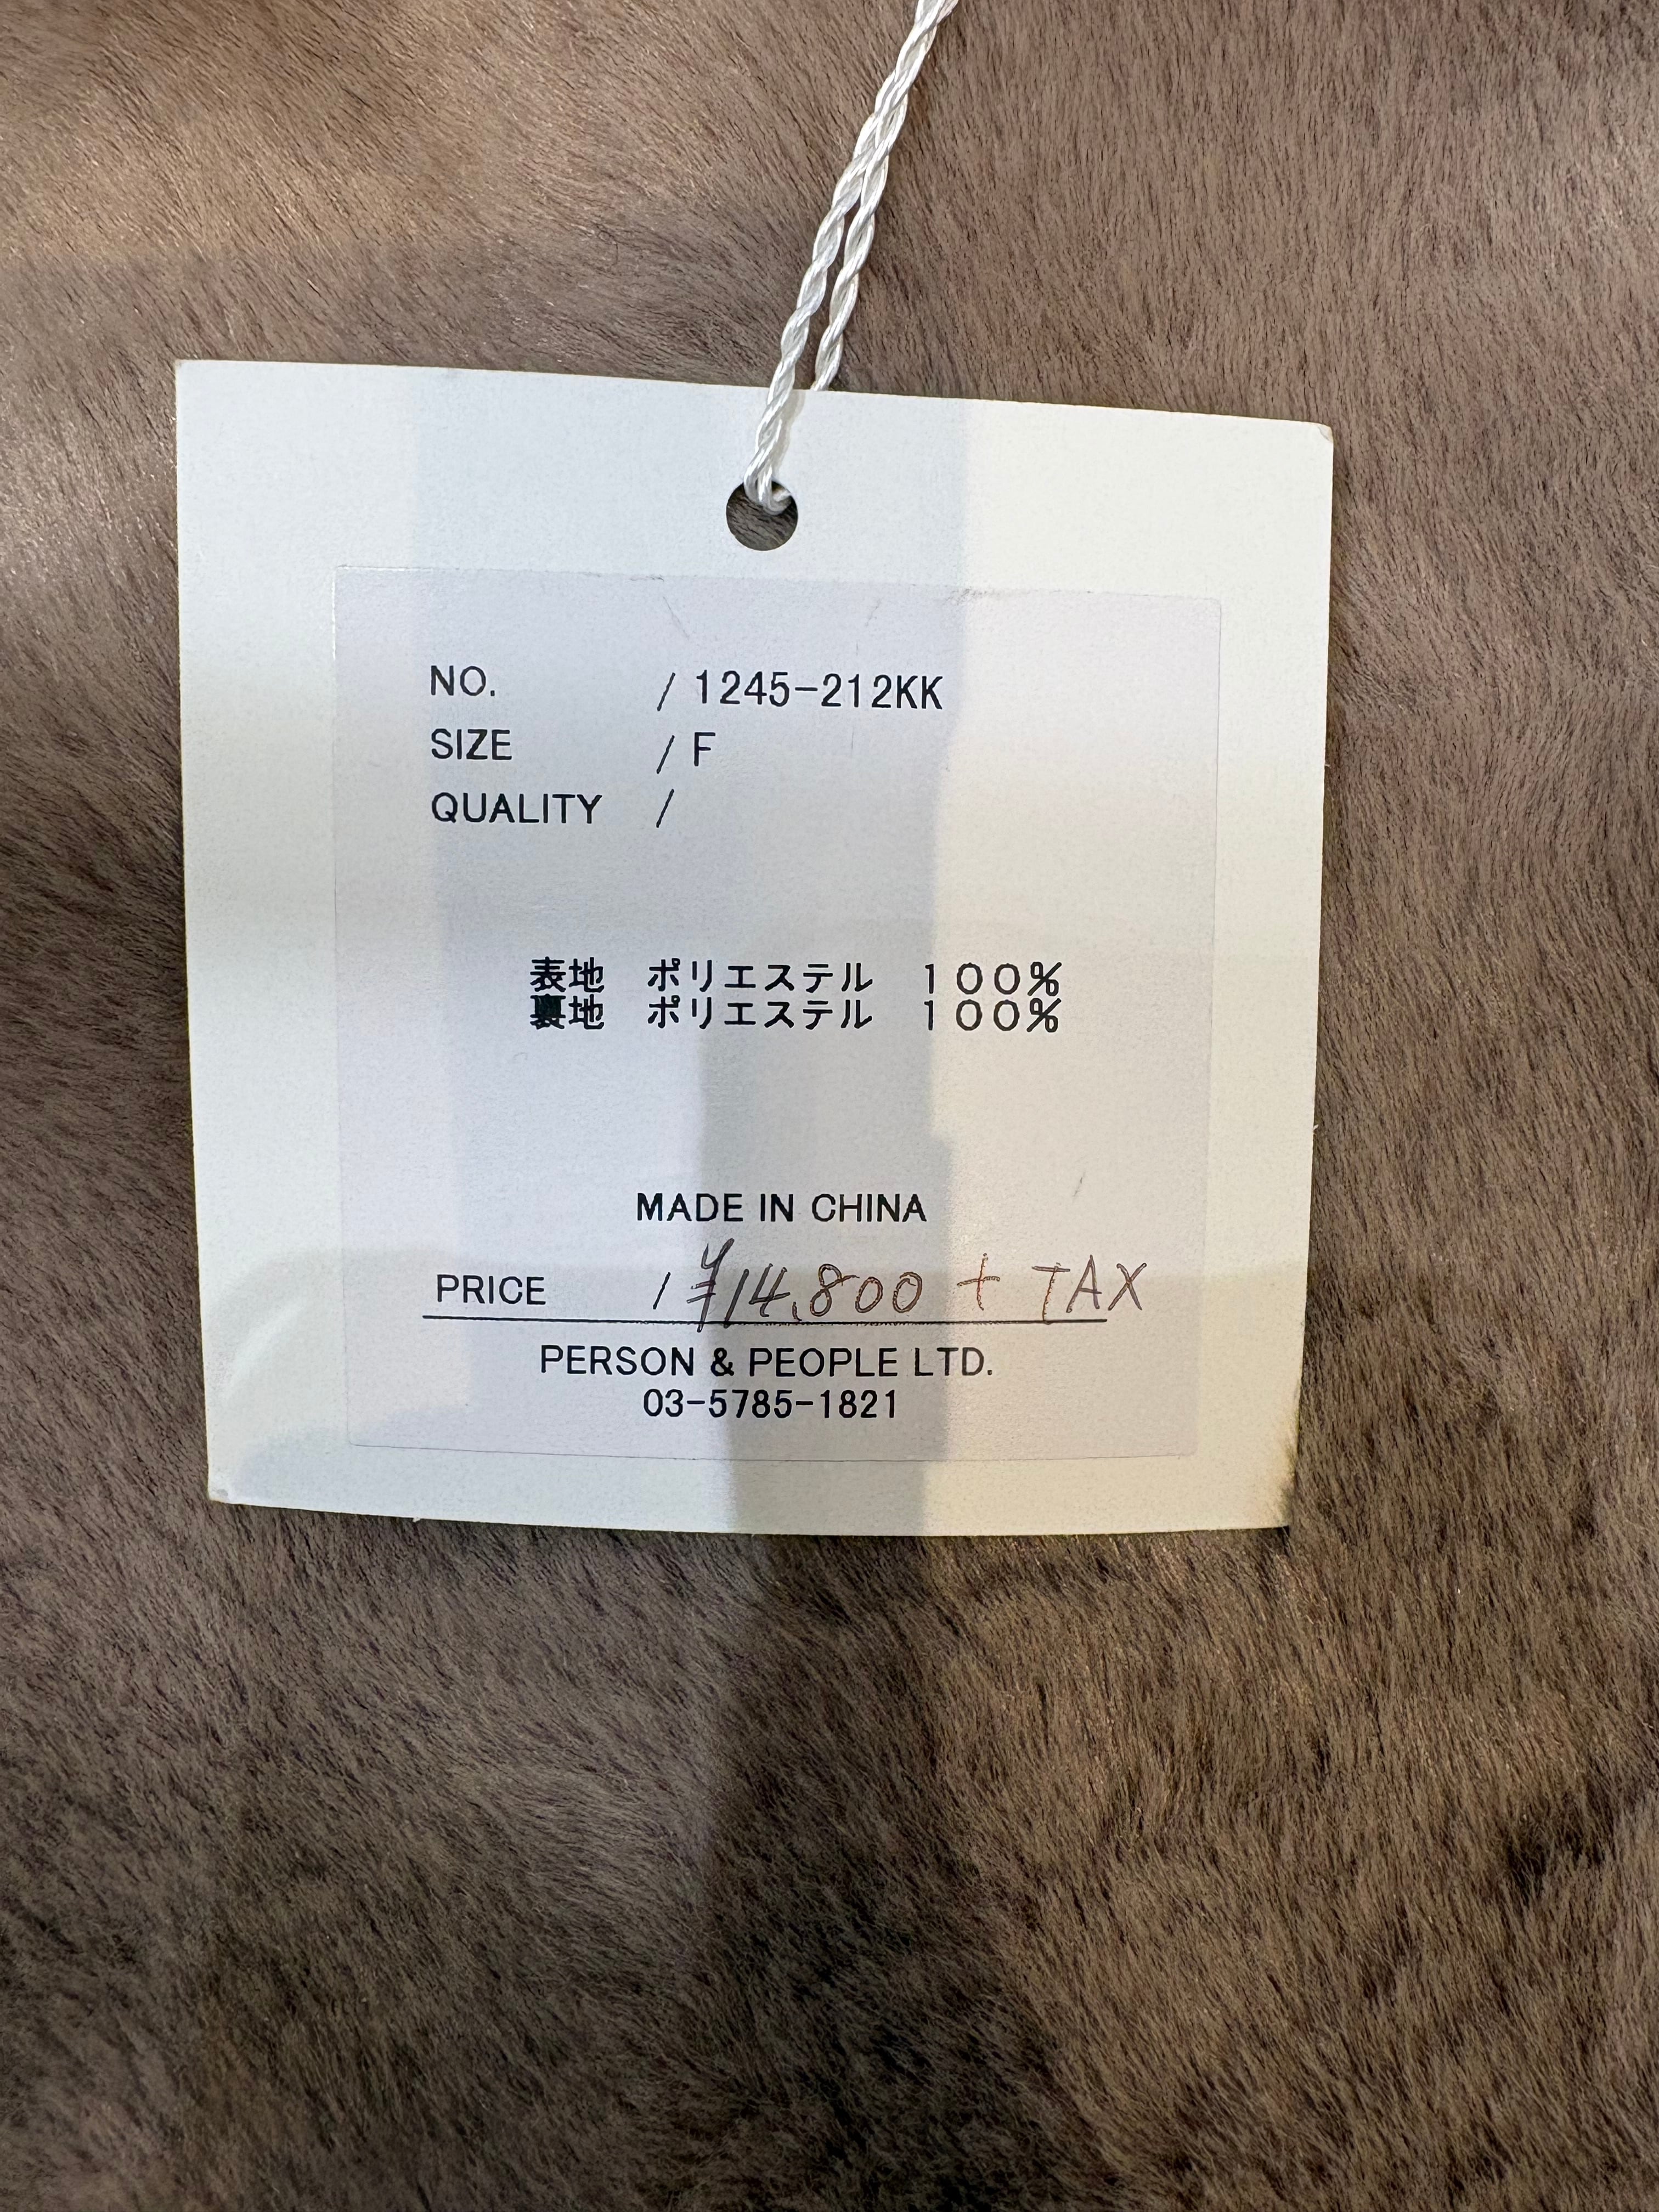 NO. / 1245-212KK
SIZE / F
QUALITY /
表地 ポリエステル 100%
裏地 ポリエステル 100%
MADE IN CHINA
PRICE / ¥14,800 + TAX
PERSON & PEOPLE LTD.
03-5785-1821